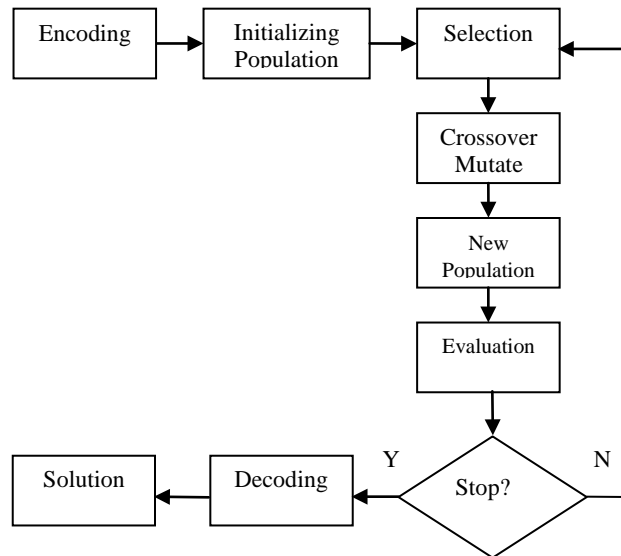 Encoding
Initializing
Population
Selection
Crossover
Mutate
New
Population
Evaluation
Stop?
Y
N
Decoding
Solution